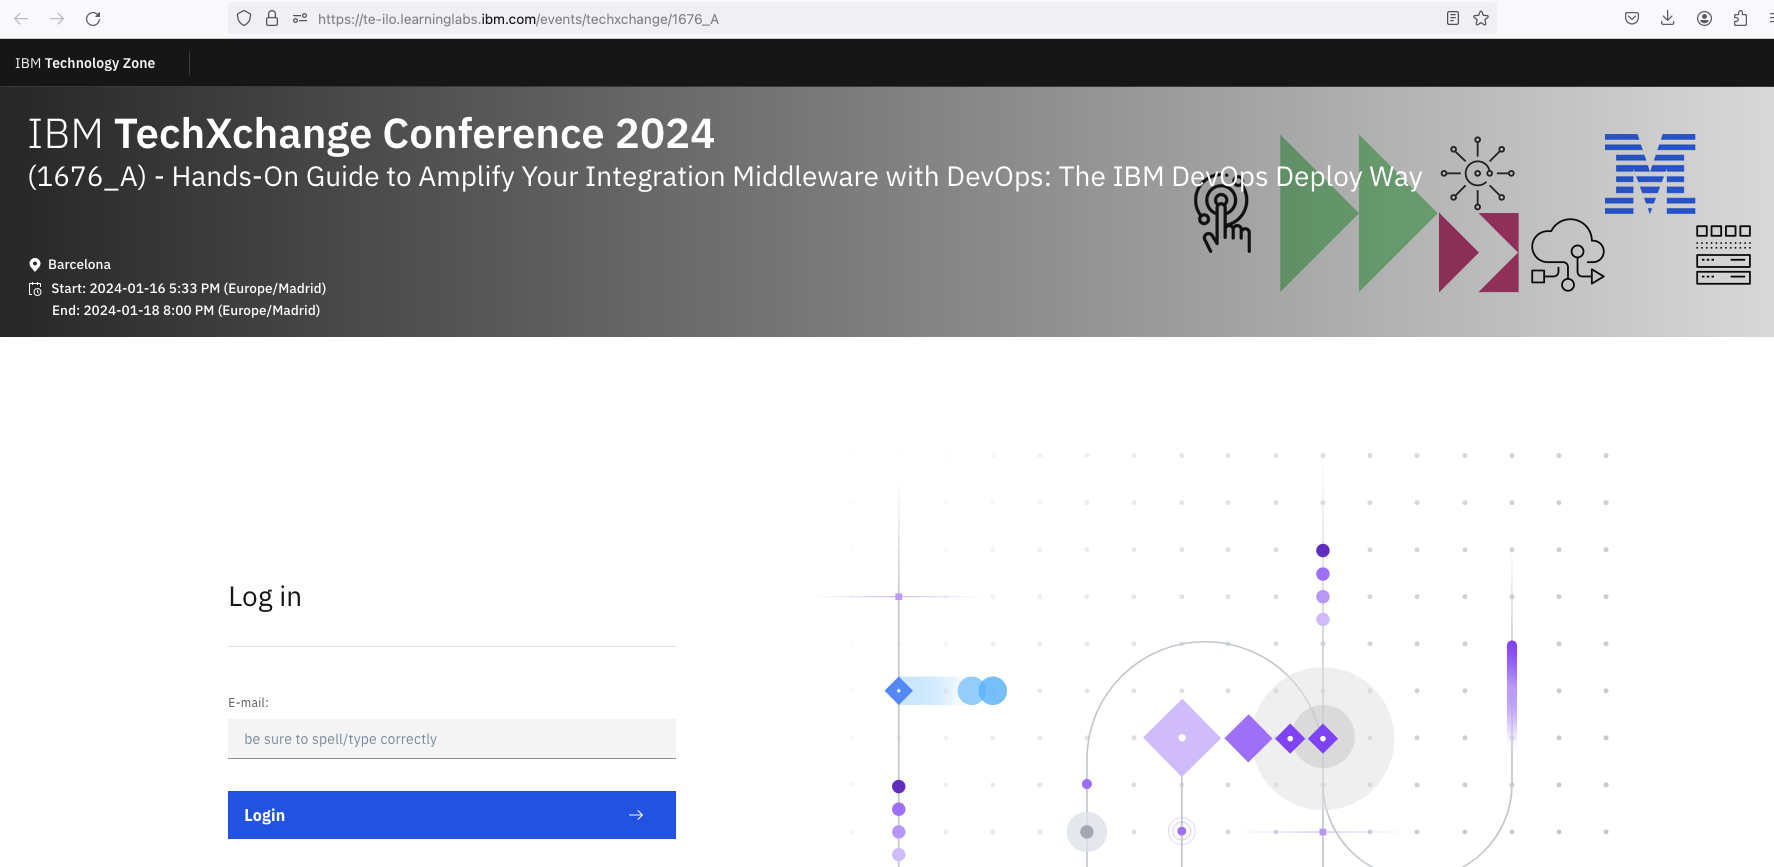 https://te-ilo.learninglabs.ibm.com/events/techxchange/1676_A
IBM Technology Zone
IBM TechXchange Conference 2024
(1676_A) - Hands-On Guide to Amplify Your Integration Middleware with DevOps: The IBM DevOps Deploy Way
Barcelona
Start: 2024-01-16 5:33 PM (Europe/Madrid)
End: 2024-01-18 8:00 PM (Europe/Madrid)
Log in
E-mail:
be sure to spell/type correctly
Login